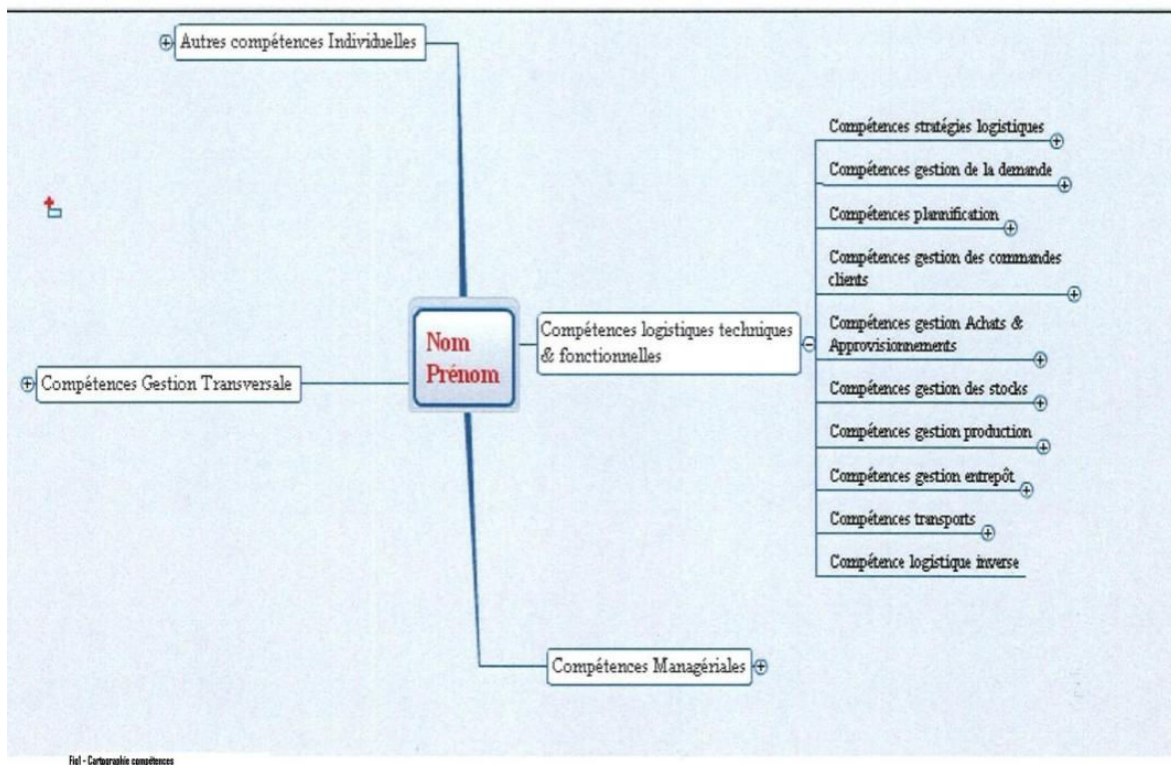 Autres compétences Individuelles
Compétences stratégies logistiques
Compétences gestion de la demande
Compétences plannification
Compétences gestion des commandes
clients
Nom
Prénom
Compétences logistiques techniques
& fonctionnelles
Compétences gestion Achats &
Approvisionnements
Compétences Gestion Transversale
Compétences gestion des stocks
Compétences gestion production
Compétences gestion entrepôt
Compétences transports
Compétence logistique inverse
Compétences Managériales
Fig1 - Cartographie compétences